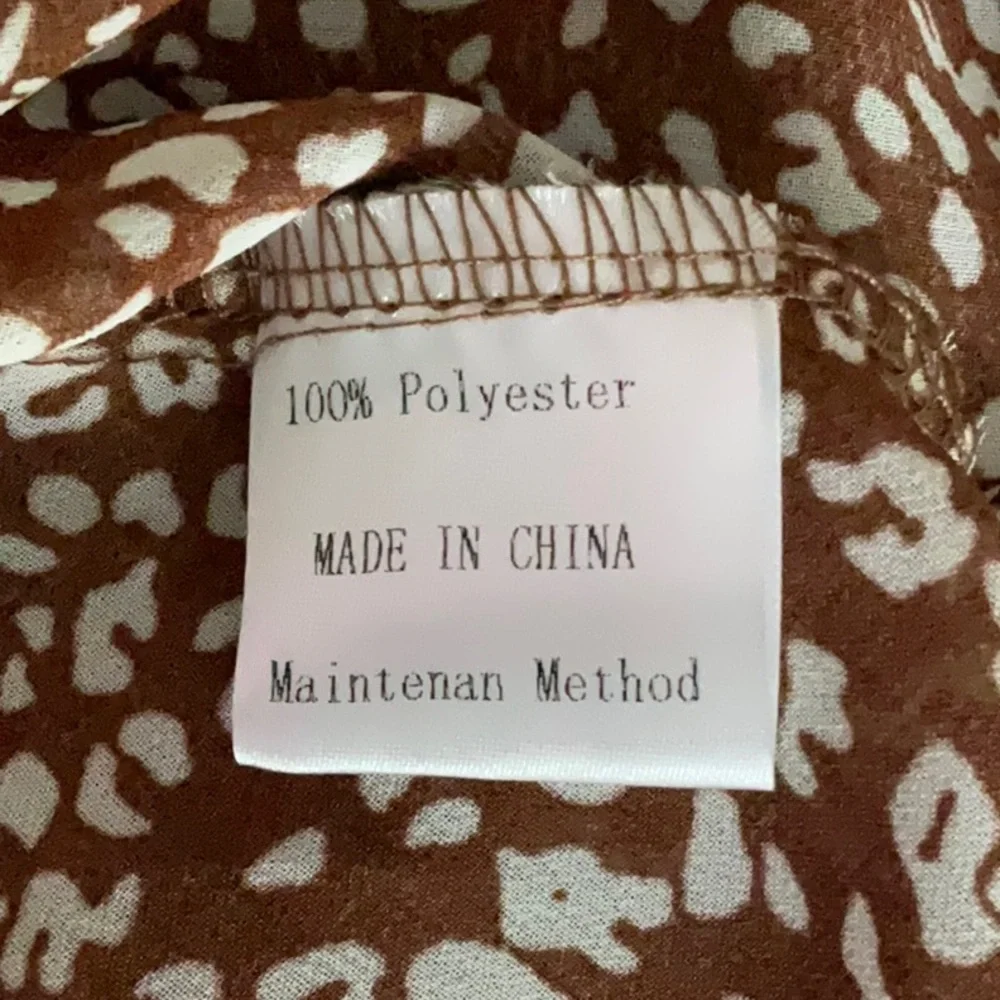 100% Polyester
MADE IN CHINA
Maintenan Method